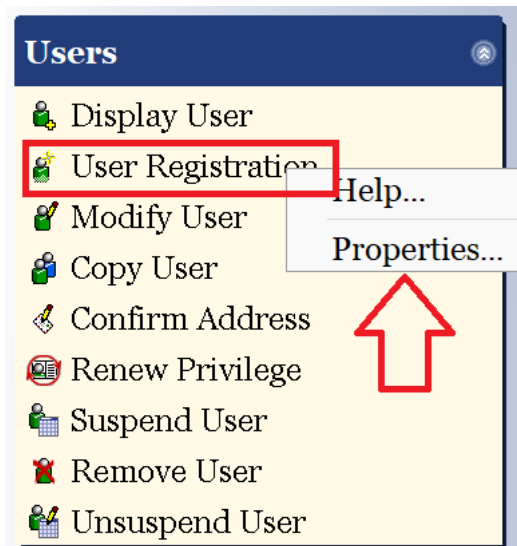 Users
Display User
User Registration
Help...
Modify User
Properties...
Copy User
Confirm Address
Renew Privilege
Suspend User
Remove User
Unsuspend User